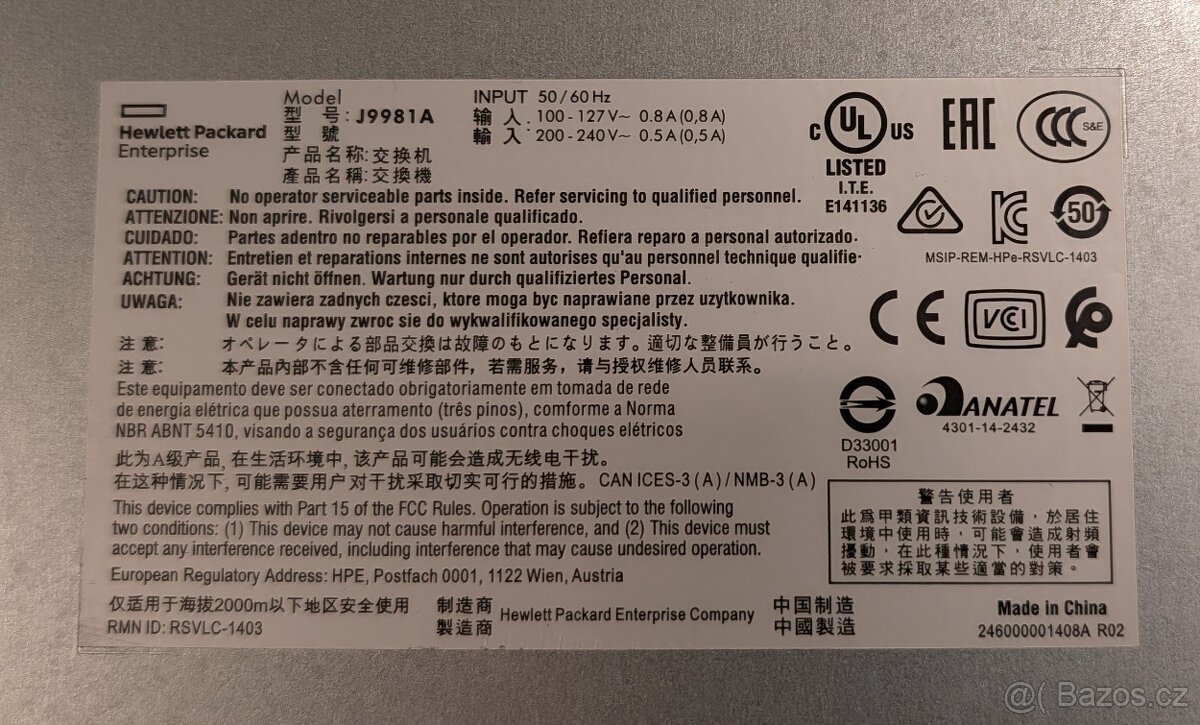 Hewlett Packard
Enterprise
Model
型 号: J9981A
型 號
产品名称: 交换机
產品名稱: 交換機
INPUT 50/60 Hz
输 入. 100-127V~ 0.8A(0,8A)
輸 入. 200-240V~ 0.5A(0,5A)
CAUTION: No operator serviceable parts inside. Refer servicing to qualified personnel.
ATTENZIONE: Non aprire. Rivolgersi a personale qualificado.
CUIDADO: Partes adentro no reparables por el operador. Refiera reparo a personal autorizado.
ATTENTION: Entretien et reparations internes ne sont autorises qu'au personnel technique qualifie.
ACHTUNG: Gerät nicht öffnen. Wartung nur durch qualifiziertes Personal.
UWAGA: Nie zawiera zadnych czesci, ktore moga byc naprawiane przez uzytkownika.
W celu naprawy zwroc sie do wykwalifikowanego specjalisty.
注 意: オペレータによる部品交換は故障のもとになります。適切な整備員が行うこと。
注 意: 本产品内部不含任何可维修部件，若需服务，请与授权维修人员联系。
Este equipamento deve ser conectado obrigatoriamente em tomada de rede
de energia elétrica que possua aterramento (três pinos), conforme a Norma
NBR ABNT 5410, visando a segurança dos usuários contra choques elétricos
此为A级产品, 在生活环境中, 该产品可能会造成无线电干扰。
在这种情况下, 可能需要用户对干扰采取切实可行的措施。 CAN ICES-3 (A) / NMB-3 (A)
This device complies with Part 15 of the FCC Rules. Operation is subject to the following
two conditions: (1) This device may not cause harmful interference, and (2) This device must
accept any interference received, including interference that may cause undesired operation.
European Regulatory Address: HPE, Postfach 0001, 1122 Wien, Austria
仅适用于海拔2000m以下地区安全使用
RMN ID: RSVLC-1403
制造商
製造商
Hewlett Packard Enterprise Company
中国制造
中國製造
c UL US
LISTED
I.T.E.
E141136
EAC
CCC S&E
50
MSIP-REM-HPe-RSVLC-1403
CE
VCI
D33001
RoHS
ANATEL
4301-14-2432
警告使用者
此為甲類資訊技術設備，於居住
環境中使用時，可能會造成射頻
擾動，在此種情況下，使用者會
被要求採取某些適當的對策。
Made in China
246000001408A R02
@( Bazos.cz